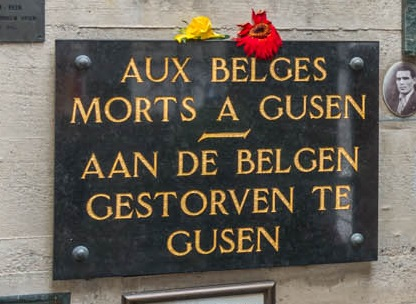 AUX BELGES
MORTS A GUSEN
AAN DE BELGEN
GESTORVEN TE
GUSEN